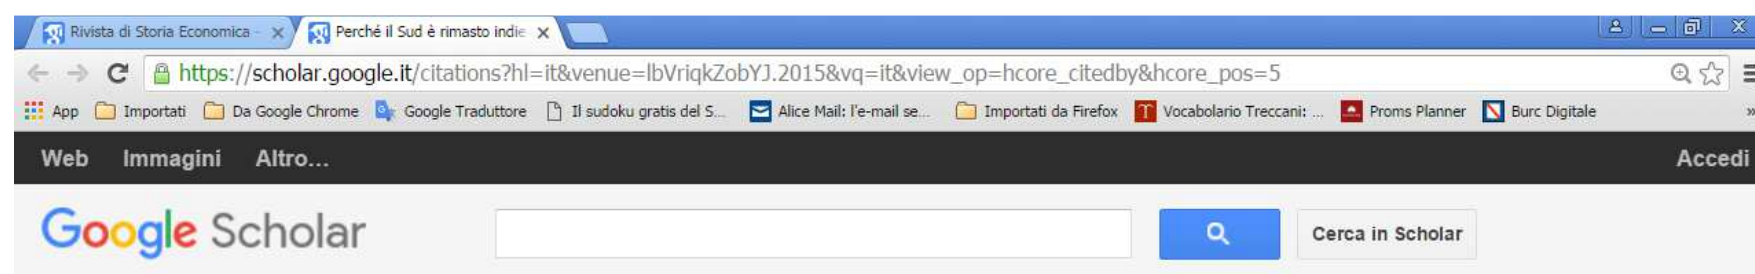 Rivista di Storia Economica - Perché il Sud è rimasto indie
https://scholar.google.it/citations?hl=it&venue=lbVriqkZobYJ.2015&vq=it&view_op=hcore_citedby&hcore_pos=5
App Importati Da Google Chrome Google Traduttore Il sudoku gratis del S... Alice Mail: l'e-mail se... Importati da Firefox Vocabolario Treccani: ... Proms Planner Burc Digitale »
Web Immagini Altro... Accedi
Google Scholar Cerca in Scholar